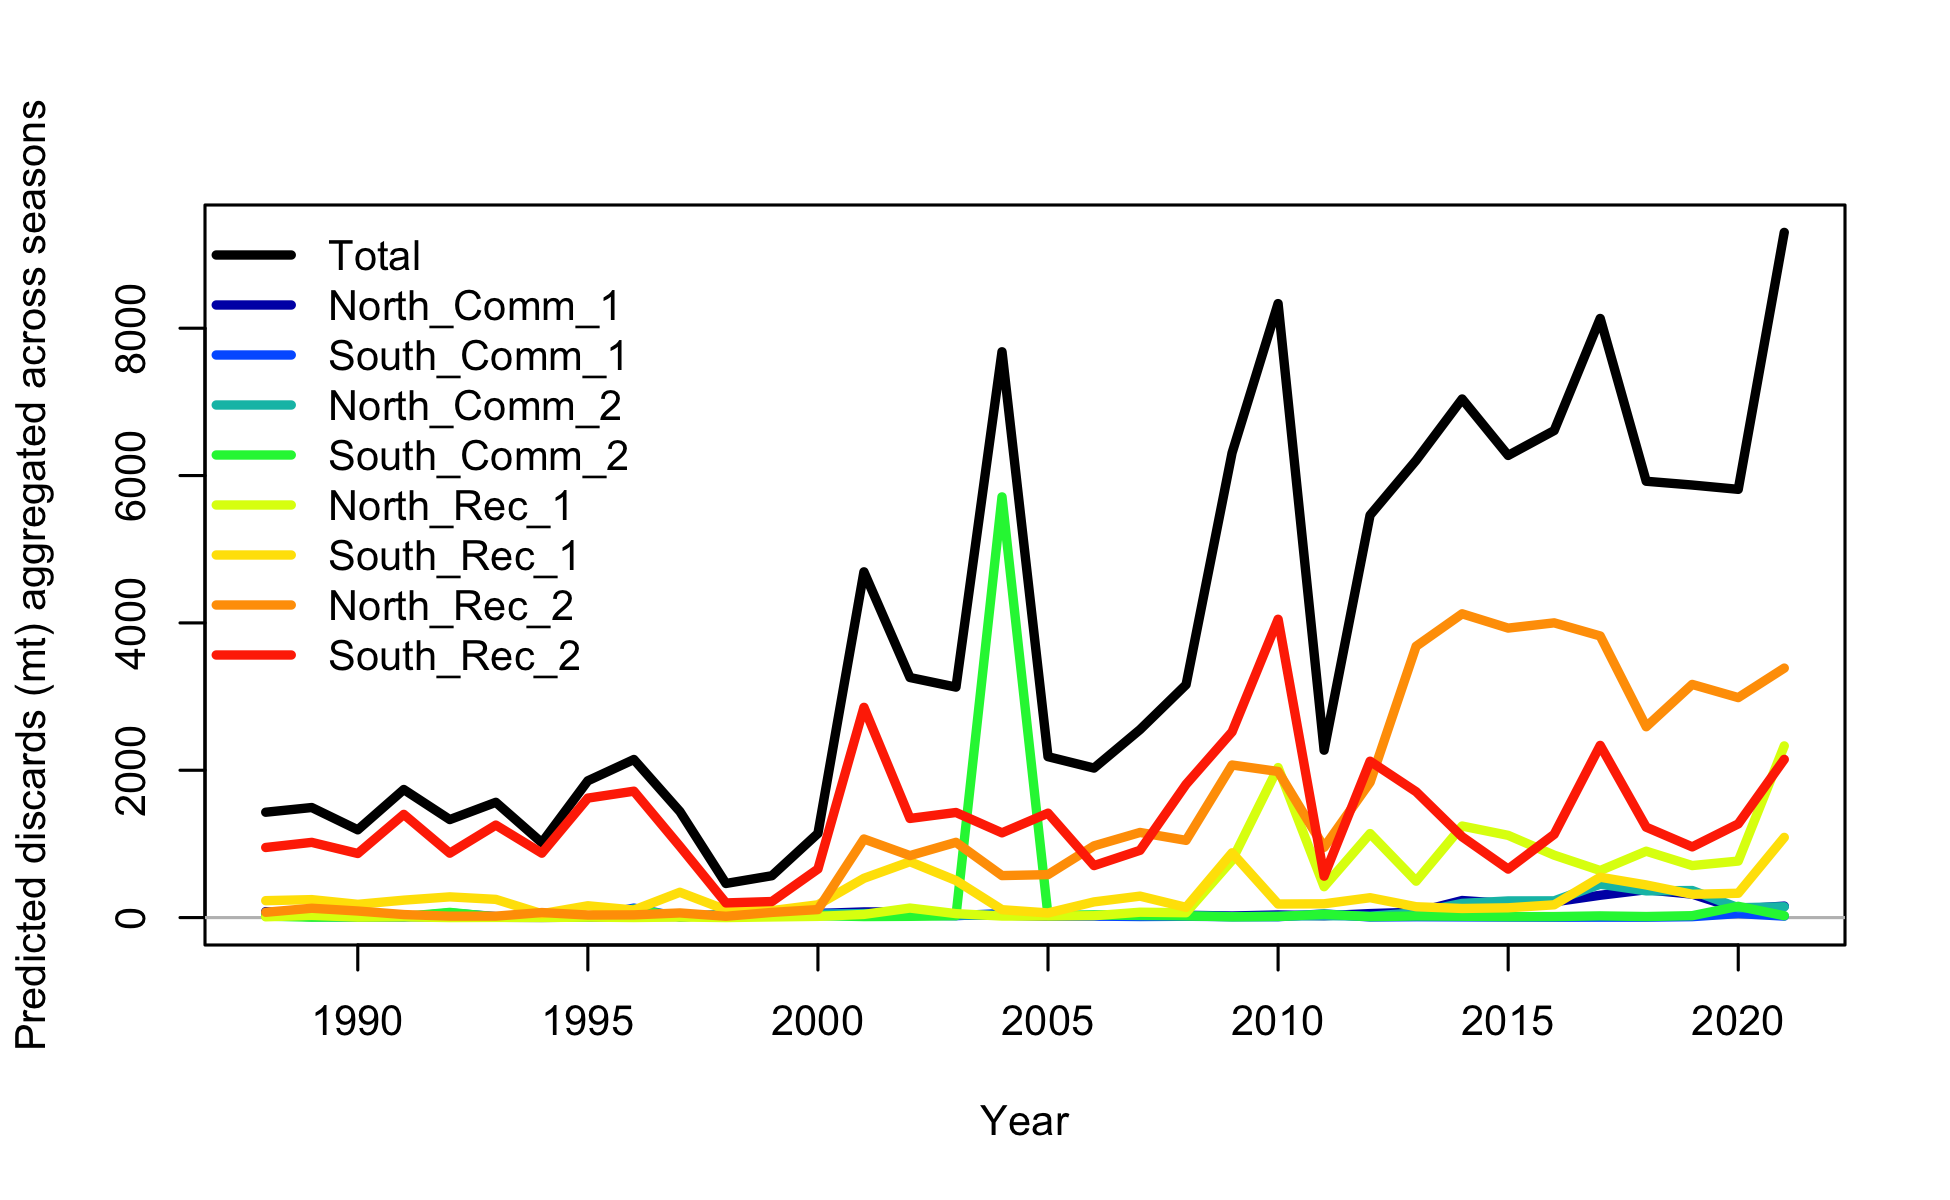 Predicted discards (mt) aggregated across seasons
Total
North_Comm_1
South_Comm_1
North_Comm_2
South_Comm_2
North_Rec_1
South_Rec_1
North_Rec_2
South_Rec_2
8000
6000
4000
2000
0
1990 1995 2000 2005 2010 2015 2020
Year